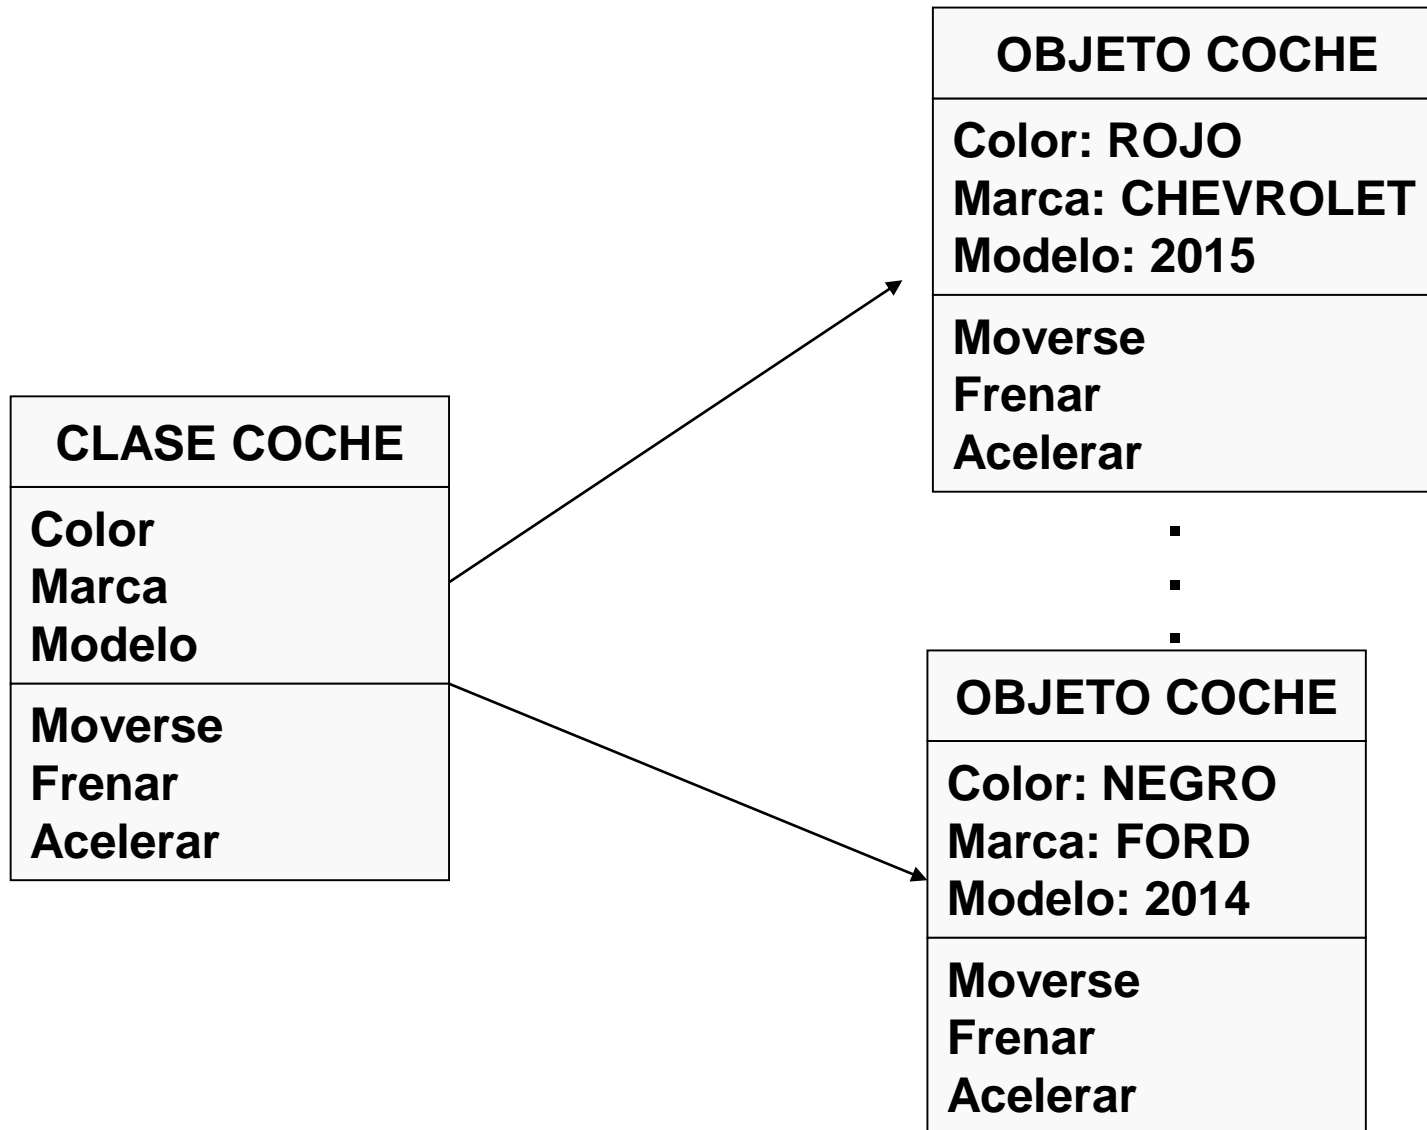 CLASE COCHE
Color
Marca
Modelo
Moverse
Frenar
Acelerar
OBJETO COCHE
Color: ROJO
Marca: CHEVROLET
Modelo: 2015
Moverse
Frenar
Acelerar
OBJETO COCHE
Color: NEGRO
Marca: FORD
Modelo: 2014
Moverse
Frenar
Acelerar